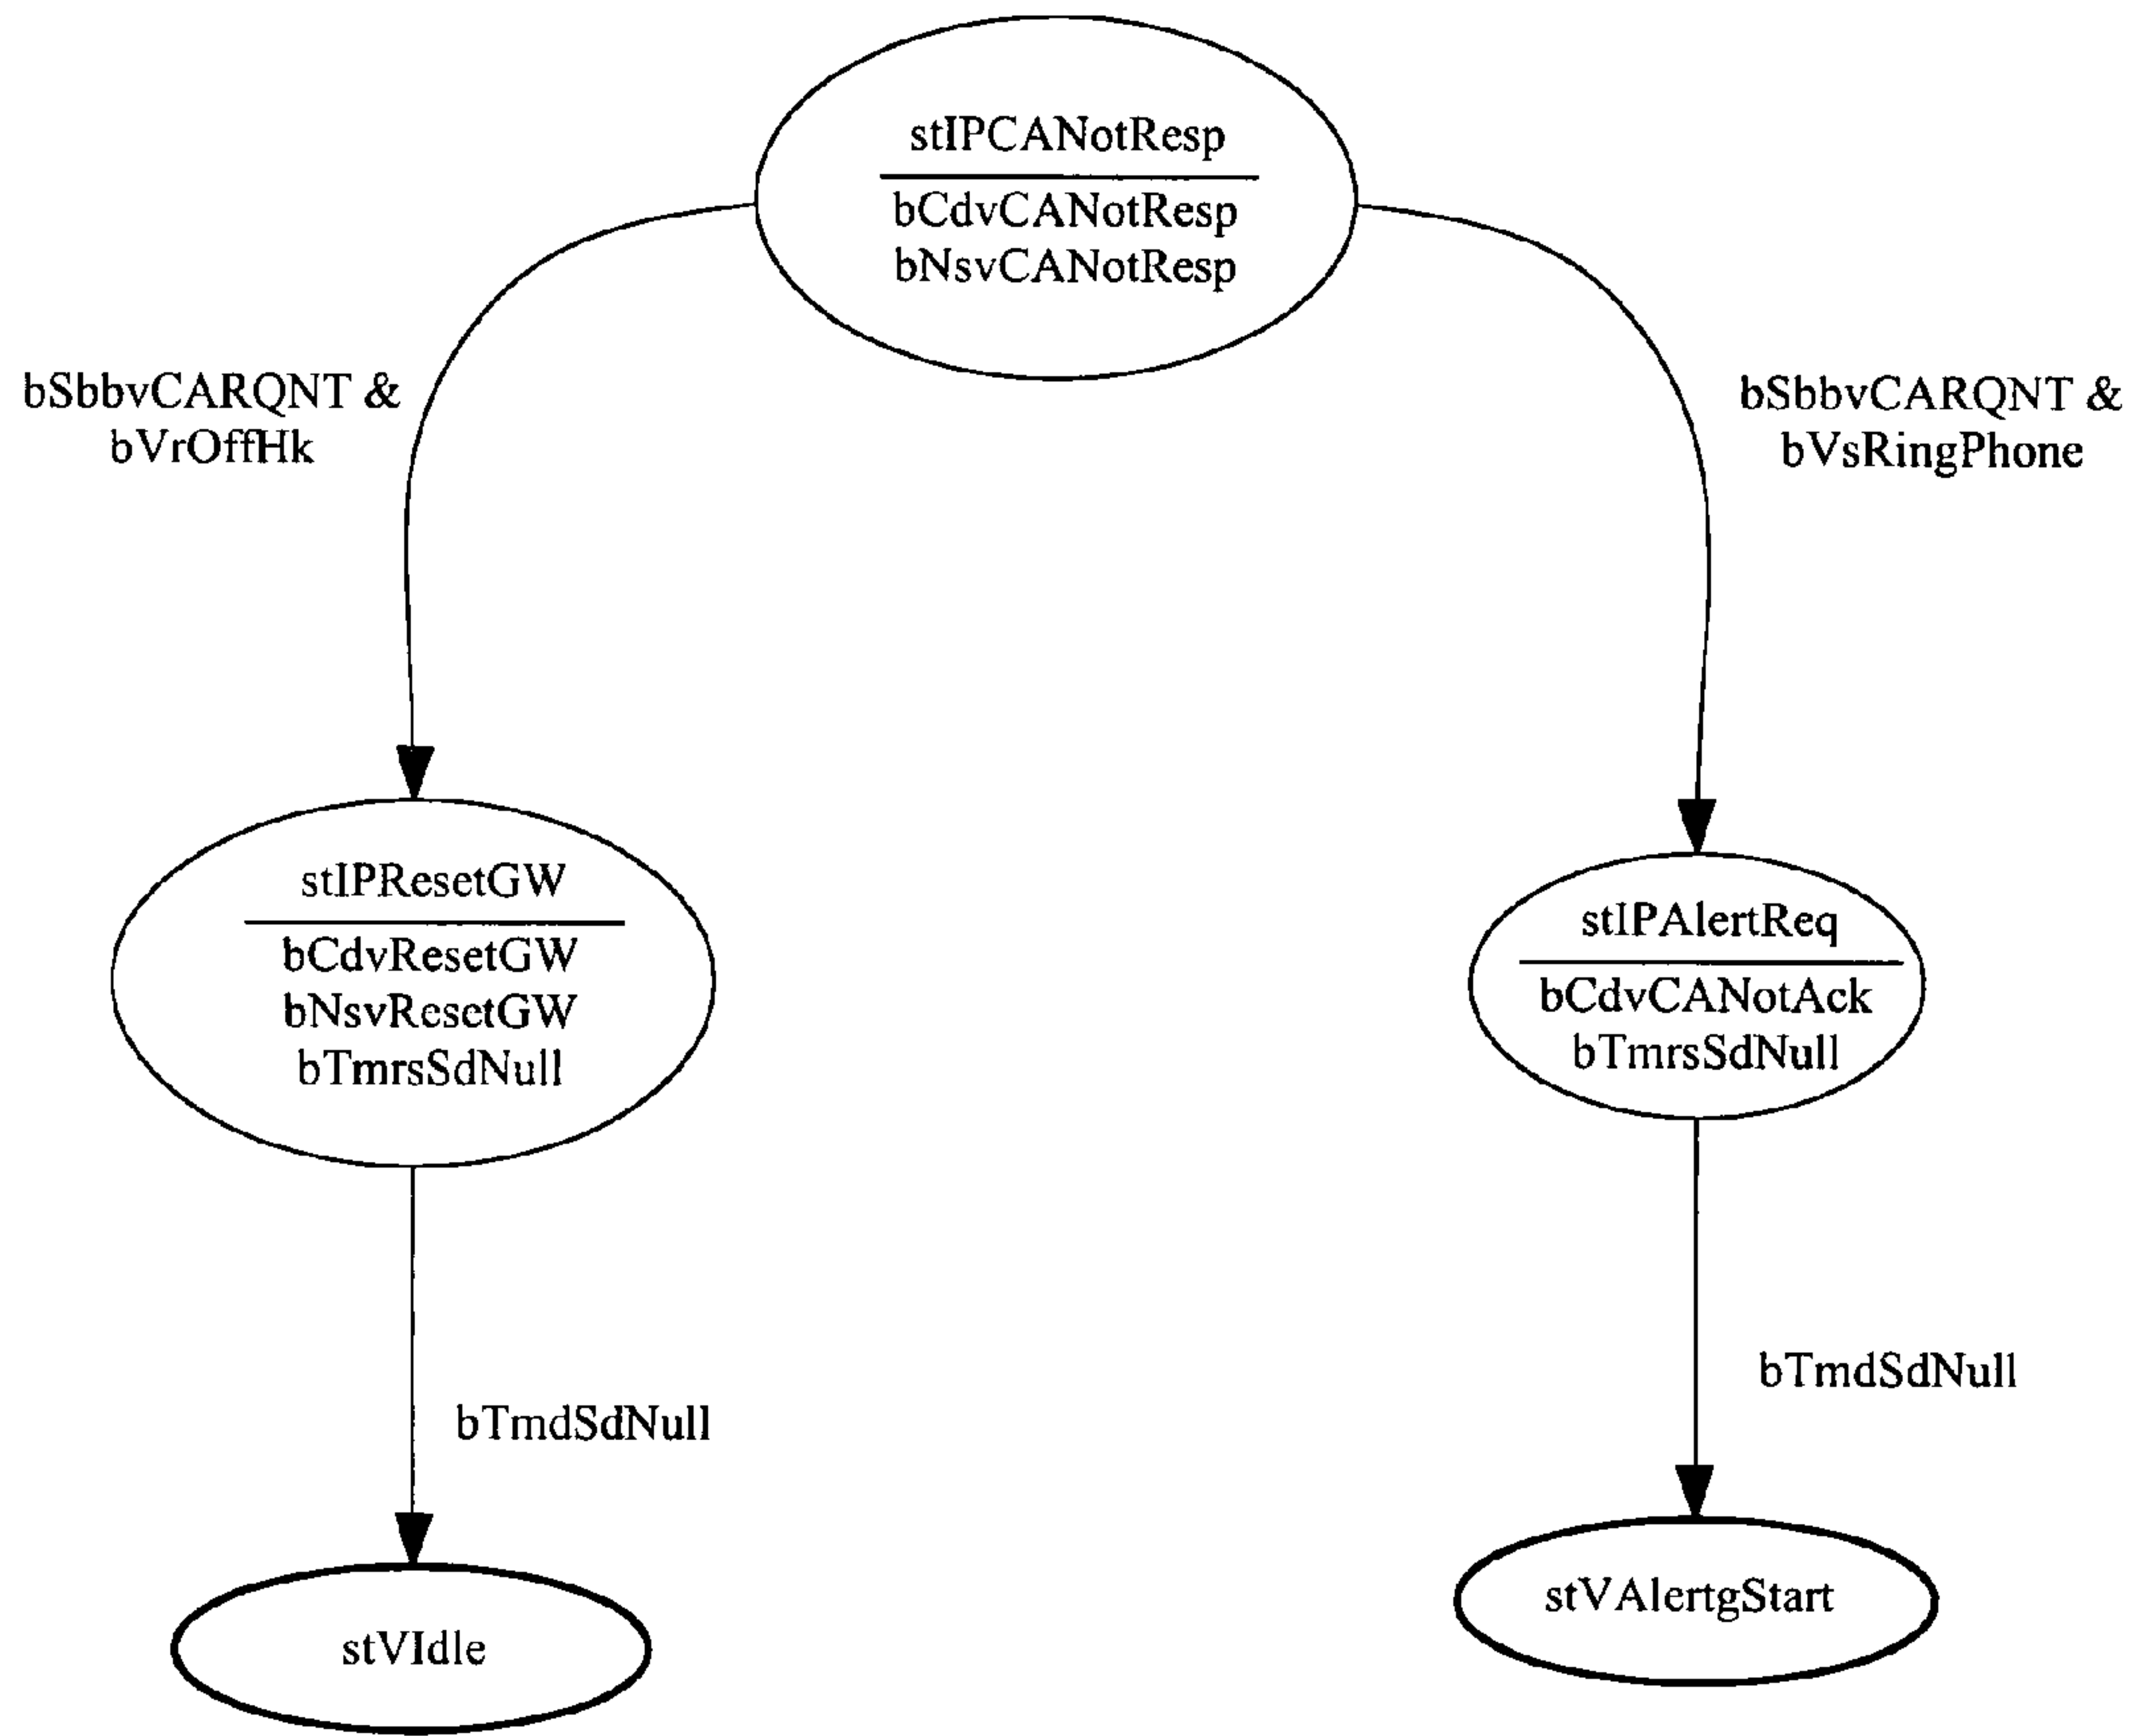 stIPCANotResp
bCdvCANotResp
bNsvCANotResp
bSbbvCARQNT &
bVrOffHk
bSbbvCARQNT &
bVsRingPhone
stIPResetGW
bCdvResetGW
bNsvResetGW
bTmrsSdNull
stIPAlertReq
bCdvCANotAck
bTmrsSdNull
bTmdSdNull
bTmdSdNull
stVIdle
stVAlertgStart